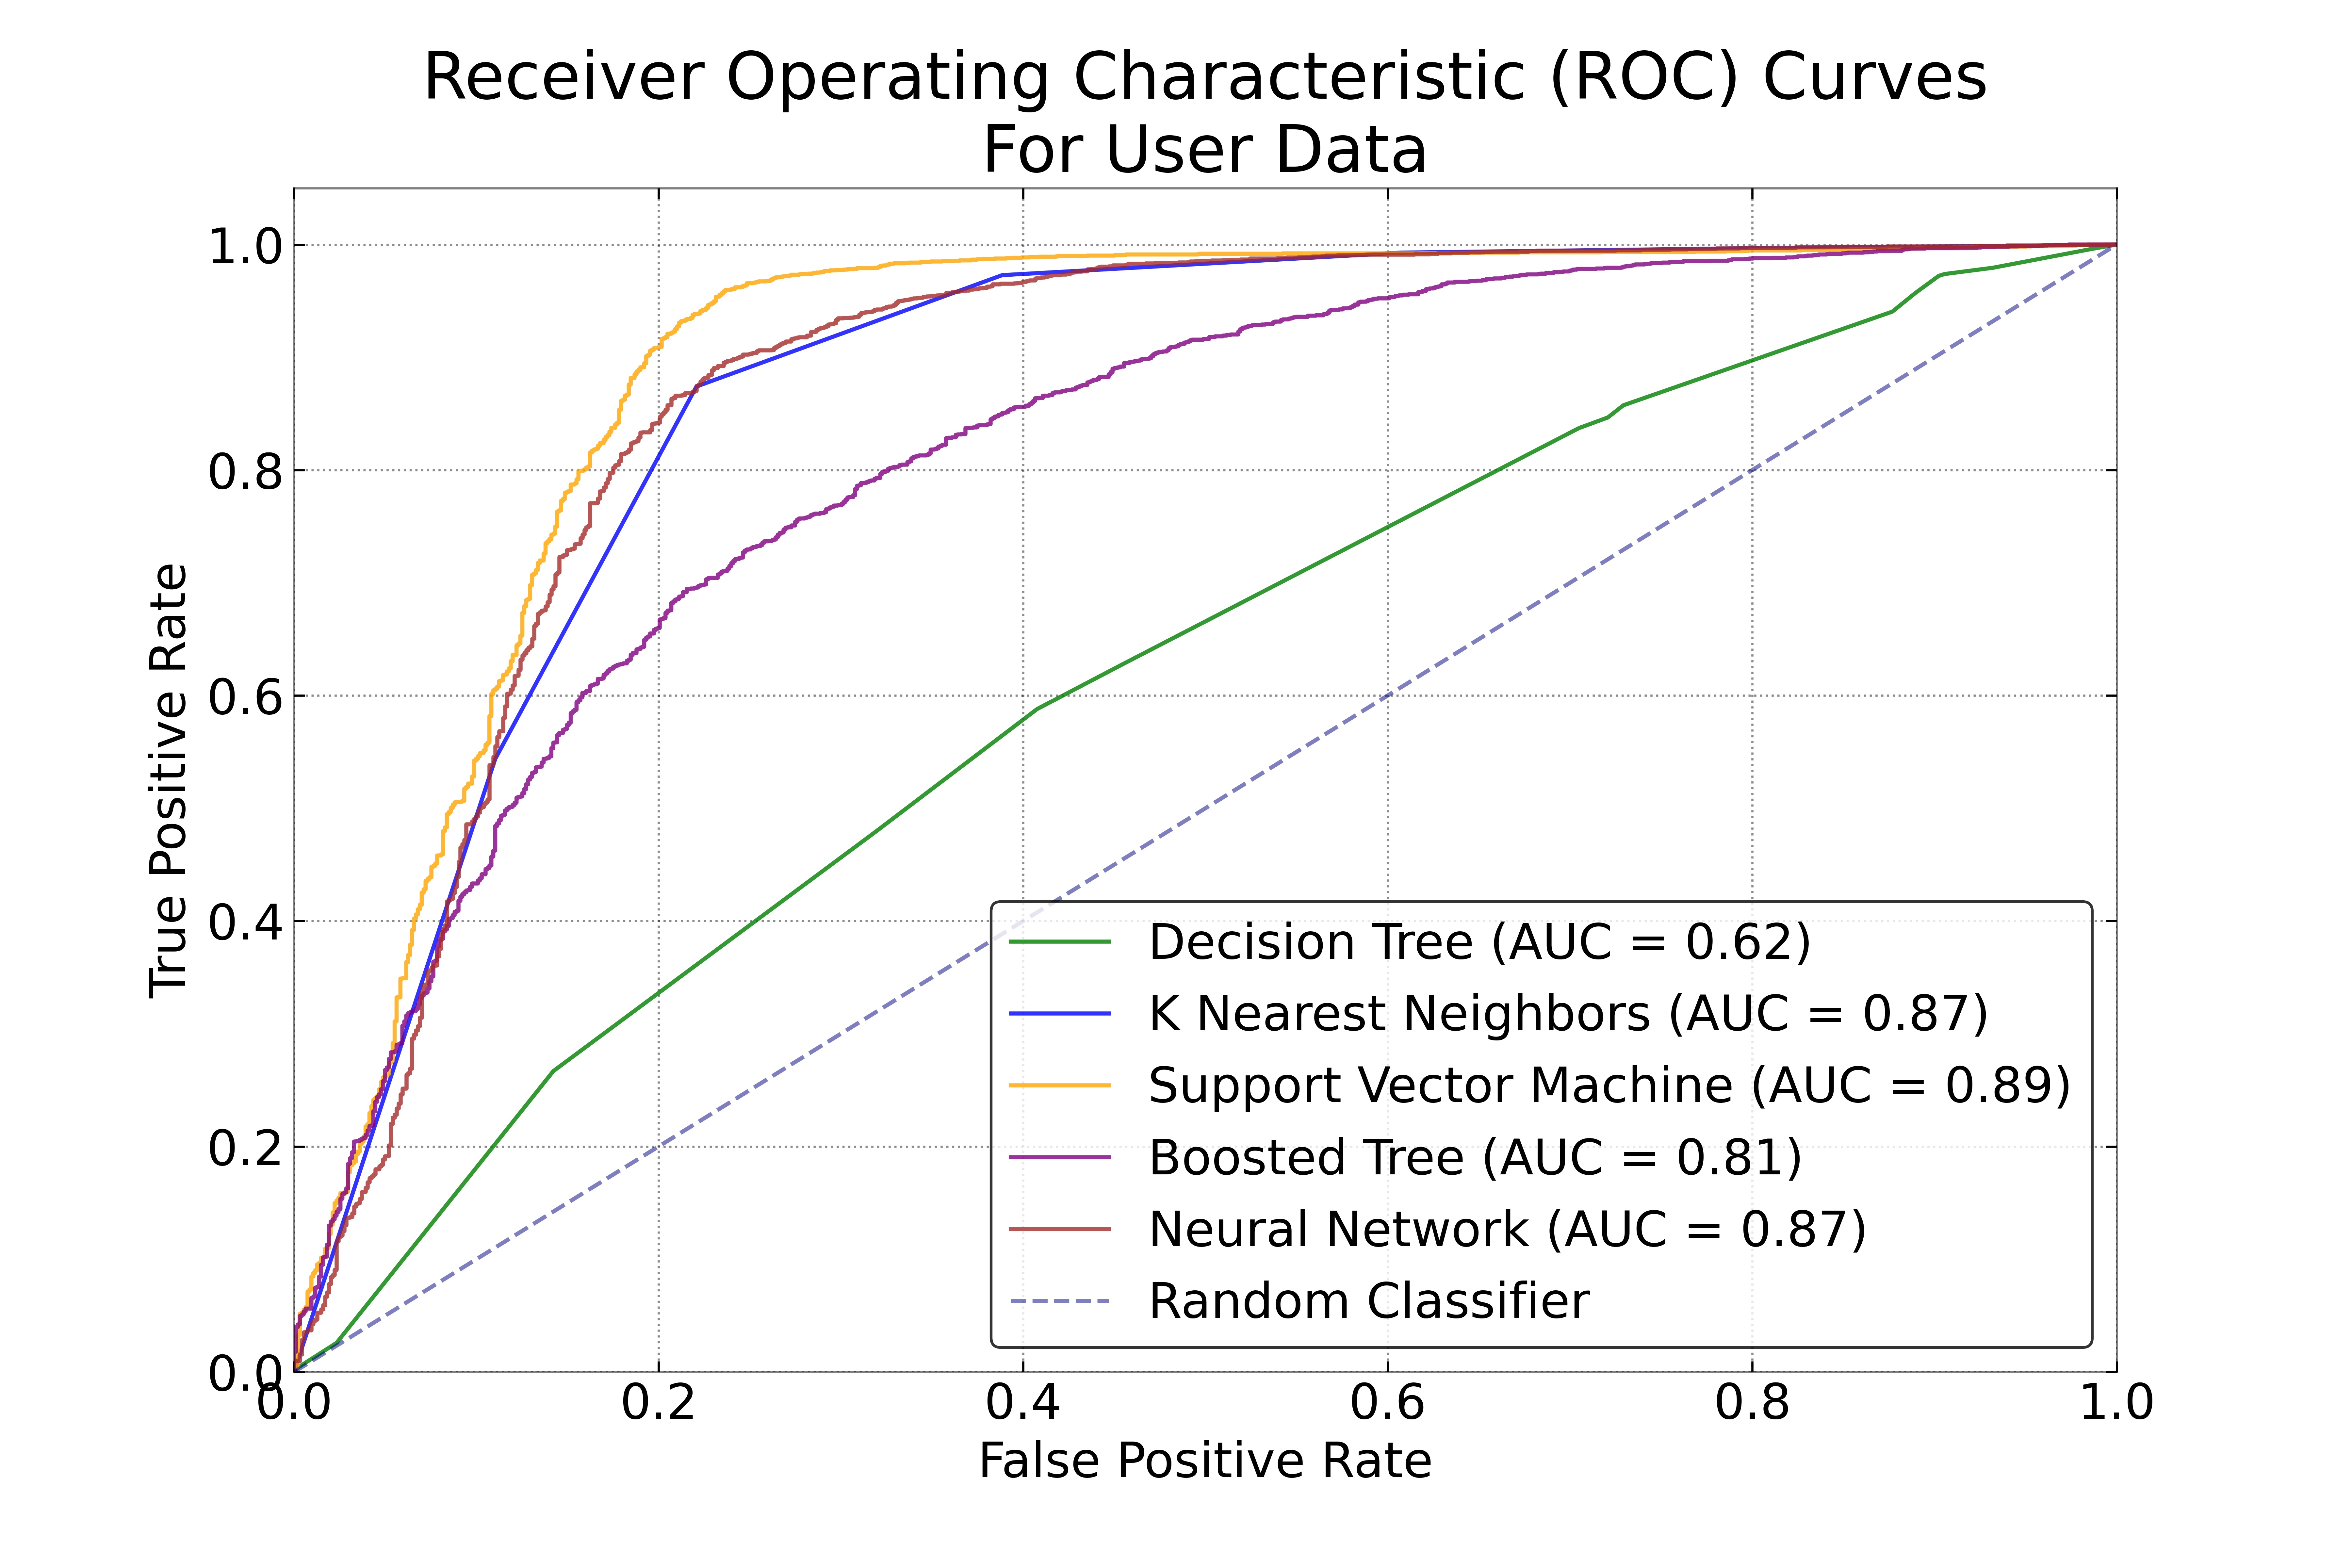 Receiver Operating Characteristic (ROC) Curves
For User Data
1.0
0.8
0.6
0.4
0.2
0.0
True Positive Rate
Decision Tree (AUC = 0.62)
K Nearest Neighbors (AUC = 0.87)
Support Vector Machine (AUC = 0.89)
Boosted Tree (AUC = 0.81)
Neural Network (AUC = 0.87)
Random Classifier
0.0 0.2 0.4 0.6 0.8 1.0
False Positive Rate